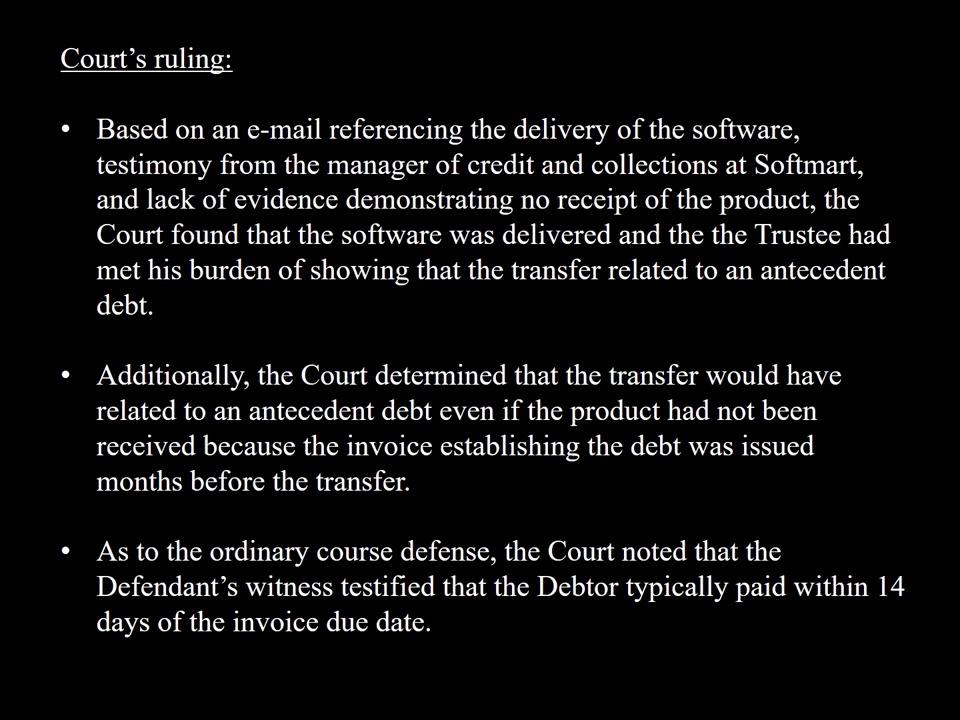 Court’s ruling:
• Based on an e-mail referencing the delivery of the software,
testimony from the manager of credit and collections at Softmart,
and lack of evidence demonstrating no receipt of the product, the
Court found that the software was delivered and the the Trustee had
met his burden of showing that the transfer related to an antecedent
debt.
• Additionally, the Court determined that the transfer would have
related to an antecedent debt even if the product had not been
received because the invoice establishing the debt was issued
months before the transfer.
• As to the ordinary course defense, the Court noted that the
Defendant’s witness testified that the Debtor typically paid within 14
days of the invoice due date.